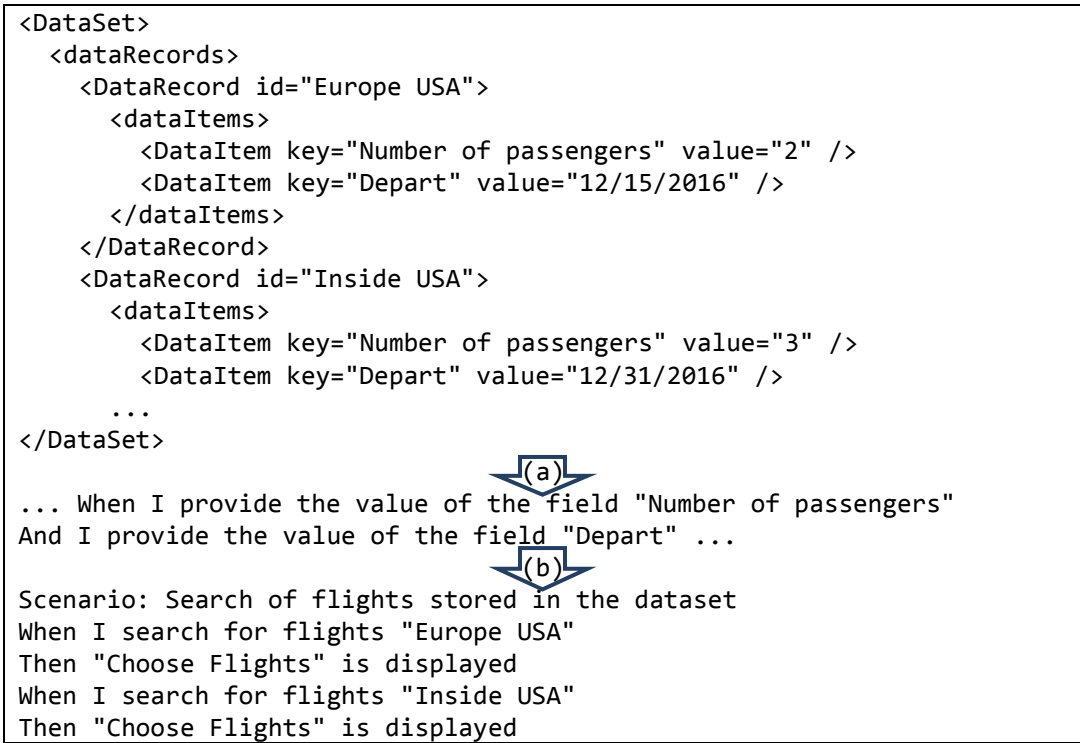 <DataSet>
  <dataRecords>
    <DataRecord id="Europe USA">
      <dataItems>
        <DataItem key="Number of passengers" value="2" />
        <DataItem key="Depart" value="12/15/2016" />
      </dataItems>
    </DataRecord>
    <DataRecord id="Inside USA">
      <dataItems>
        <DataItem key="Number of passengers" value="3" />
        <DataItem key="Depart" value="12/31/2016" />
      ...
</DataSet>
(a)
... When I provide the value of the field "Number of passengers"
And I provide the value of the field "Depart" ...
(b)
Scenario: Search of flights stored in the dataset
When I search for flights "Europe USA"
Then "Choose Flights" is displayed
When I search for flights "Inside USA"
Then "Choose Flights" is displayed